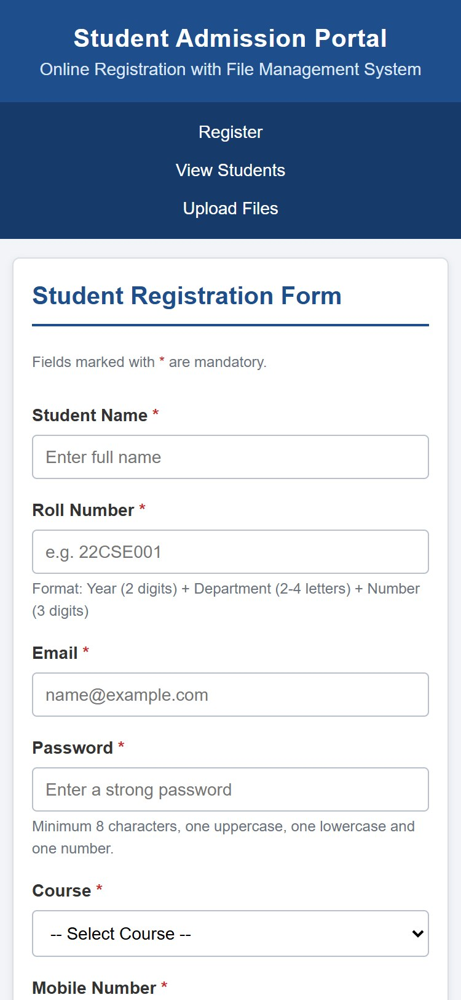 Student Admission Portal
Online Registration with File Management System
Register
View Students
Upload Files
Student Registration Form
Fields marked with * are mandatory.
Student Name *
Enter full name
Roll Number *
e.g. 22CSE001
Format: Year (2 digits) + Department (2-4 letters) + Number
(3 digits)
Email *
name@example.com
Password *
Enter a strong password
Minimum 8 characters, one uppercase, one lowercase and
one number.
Course *
-- Select Course --
Mobile Number *